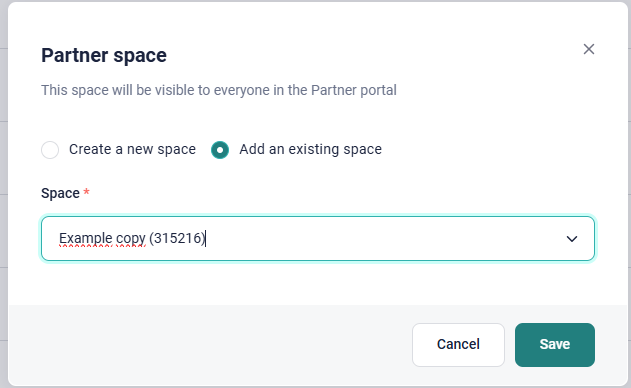 Partner space
This space will be visible to everyone in the Partner portal
Create a new space Add an existing space
Space *
Example copy (315216)
Cancel Save